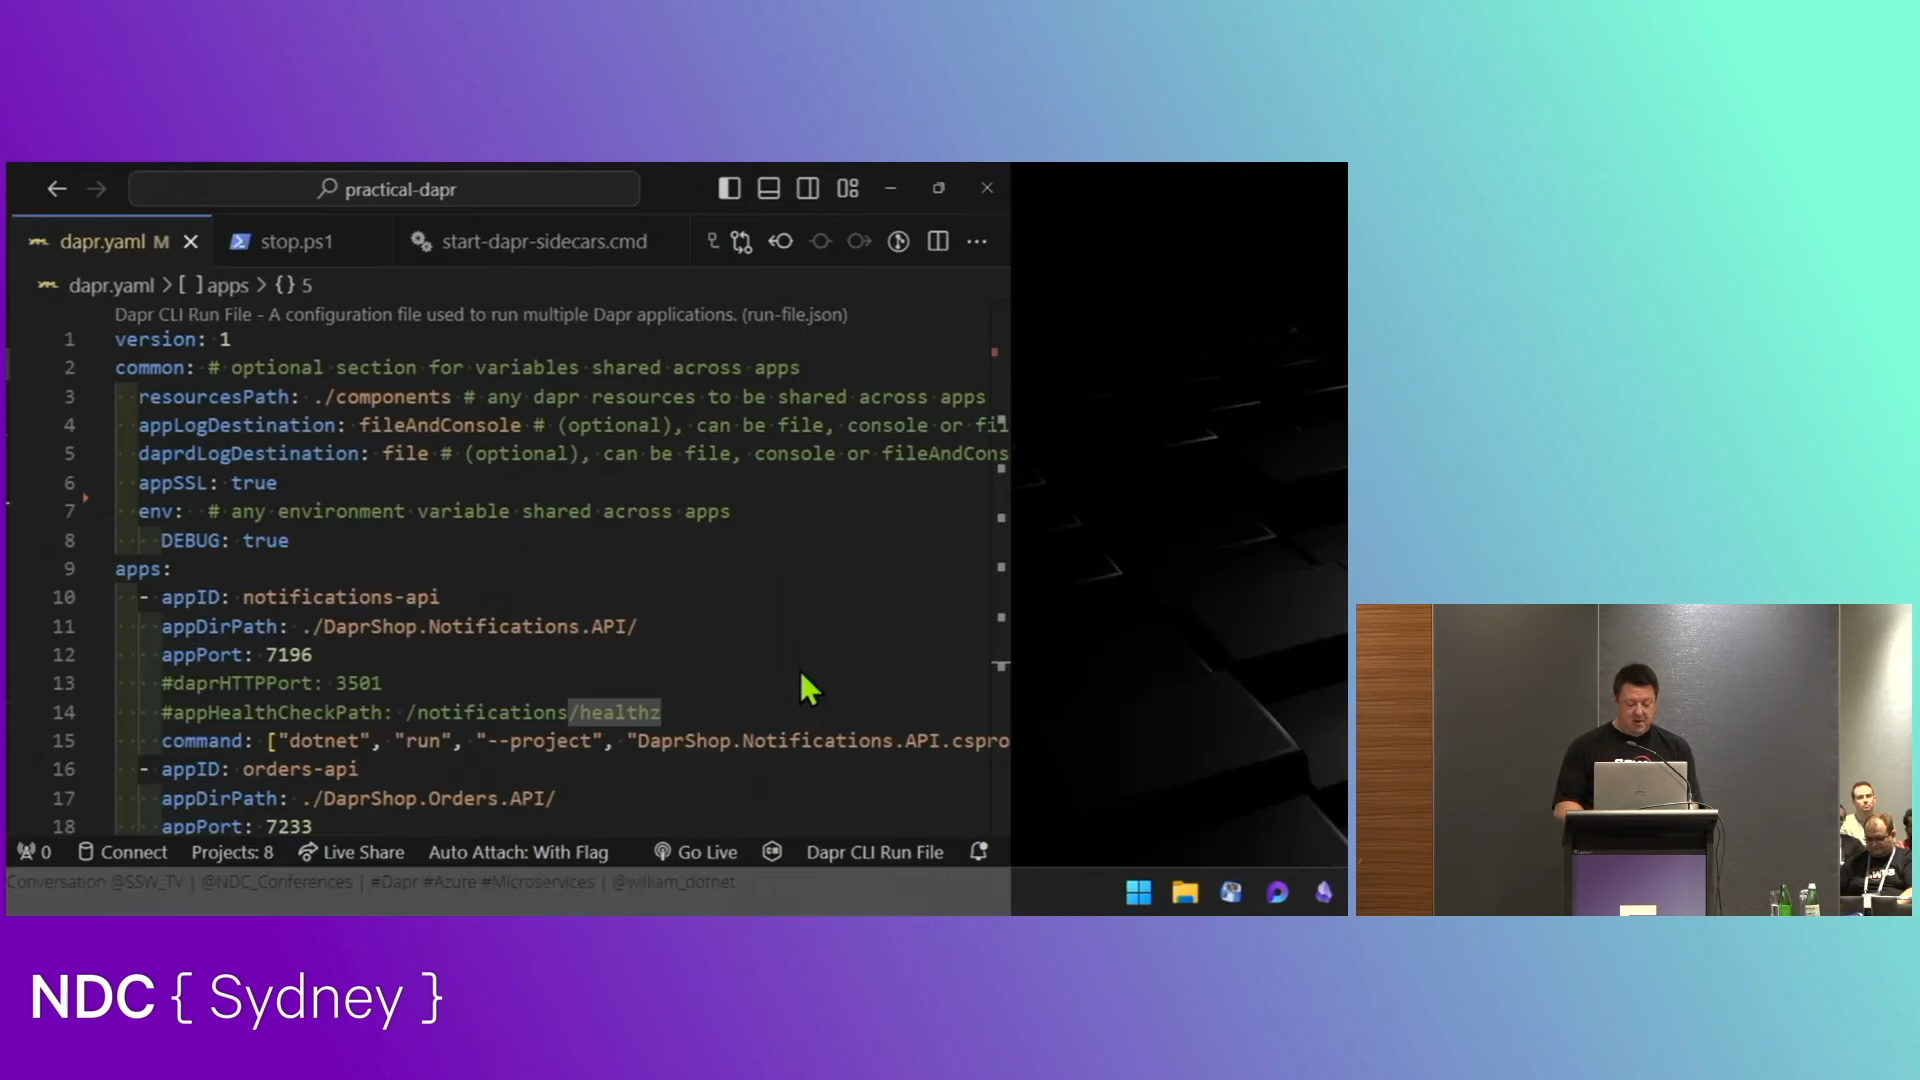 practical-dapr
dapr.yaml M
stop.ps1
start-dapr-sidecars.cmd
dapr.yaml > [ ] apps > {} 5
Dapr CLI Run File - A configuration file used to run multiple Dapr applications. (run-file.json)
1 version: 1
2 common: # optional section for variables shared across apps
3 resourcesPath: ./components # any dapr resources to be shared across apps
4 appLogDestination: fileAndConsole # (optional), can be file, console or fil
5 daprdLogDestination: file # (optional), can be file, console or fileAndCons
6 appSSL: true
7 env: # any environment variable shared across apps
8 DEBUG: true
9 apps:
10 - appID: notifications-api
11 appDirPath: ./DaprShop.Notifications.API/
12 appPort: 7196
13 #daprHTTPPort: 3501
14 #appHealthCheckPath: /notifications/healthz
15 command: ["dotnet", "run", "--project", "DaprShop.Notifications.API.cspro
16 - appID: orders-api
17 appDirPath: ./DaprShop.Orders.API/
18 appPort: 7233
0 Connect Projects: 8 Live Share Auto Attach: With Flag Go Live Dapr CLI Run File
Conversation @SSW_TV | @NDC_Conferences | #Dapr #Azure #Microservices | @william_dotnet
NDC { Sydney }